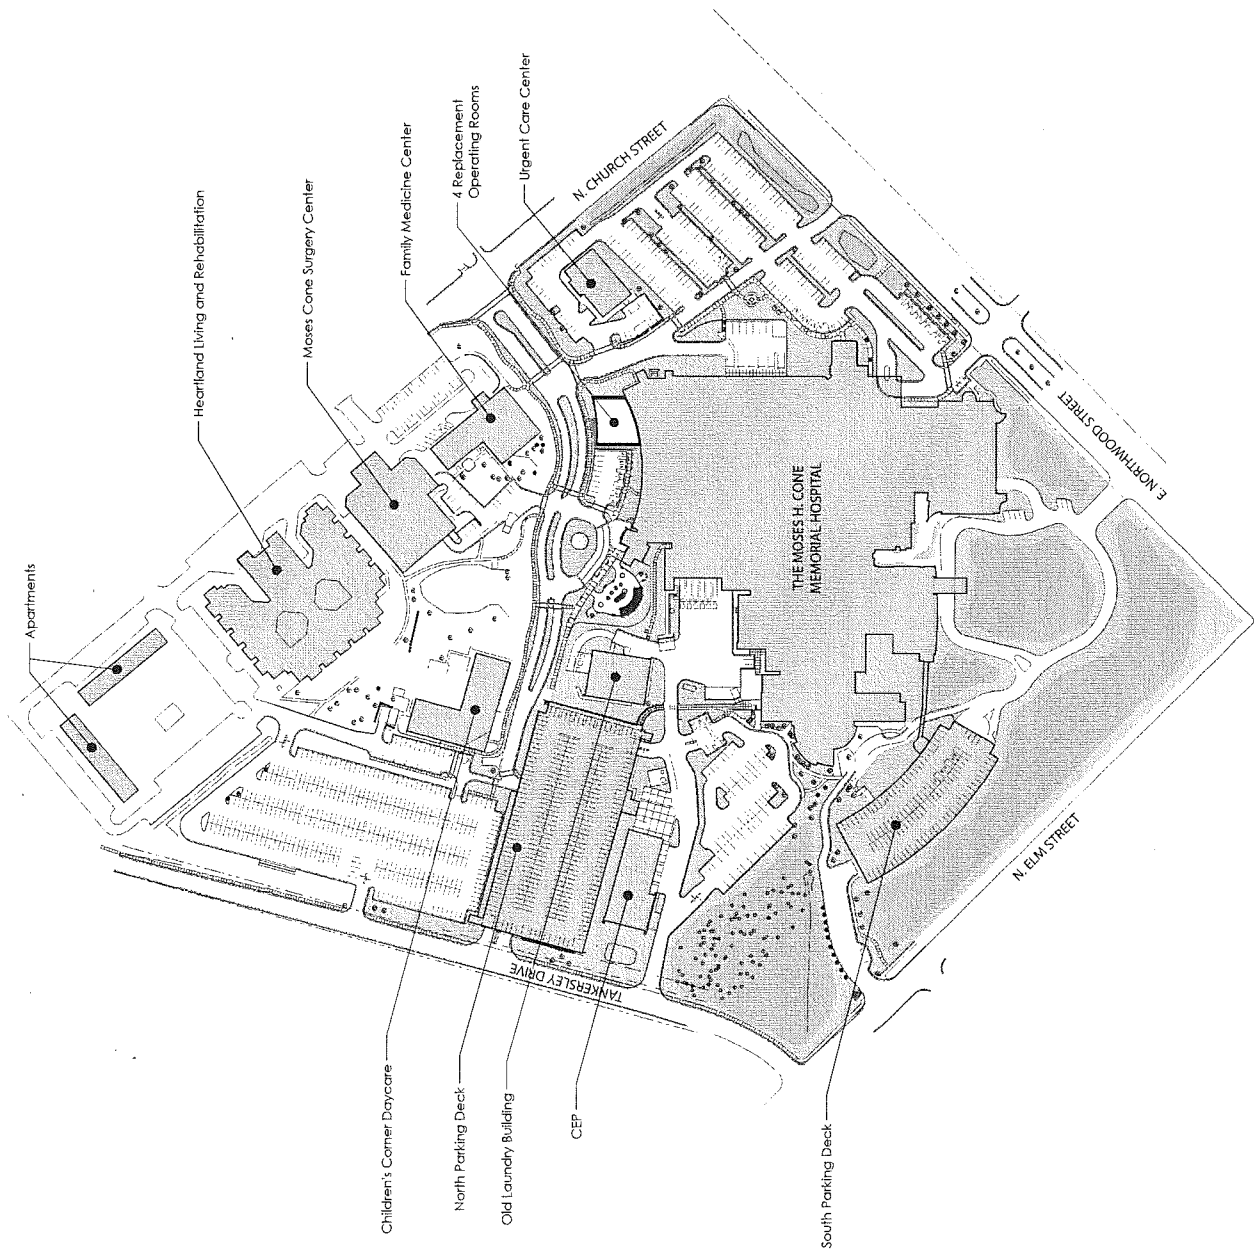 Apartments
Heartland Living and Rehabilitation
Moses Cone Surgery Center
Family Medicine Center
4 Replacement
Operating Rooms
Urgent Care Center
N. CHURCH STREET
E. NORTHWOOD STREET
THE MOSES H. CONE
MEMORIAL HOSPITAL
N. ELM STREET
TANKERSLEY DRIVE
Children's Corner Daycare
North Parking Deck
Old Laundry Building
CEP
South Parking Deck